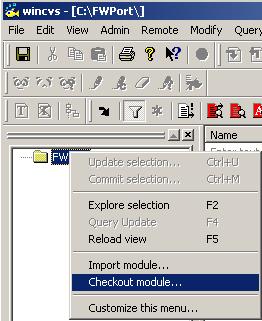 wincvs - [C:\FWPort\]
File Edit View Admin Remote Modify Query
Name
FW
Update selection... Ctrl+U
Commit selection... Ctrl+M
Explore selection F2
Query Update F4
Reload view F5
Import module...
Checkout module...
Customize this menu...